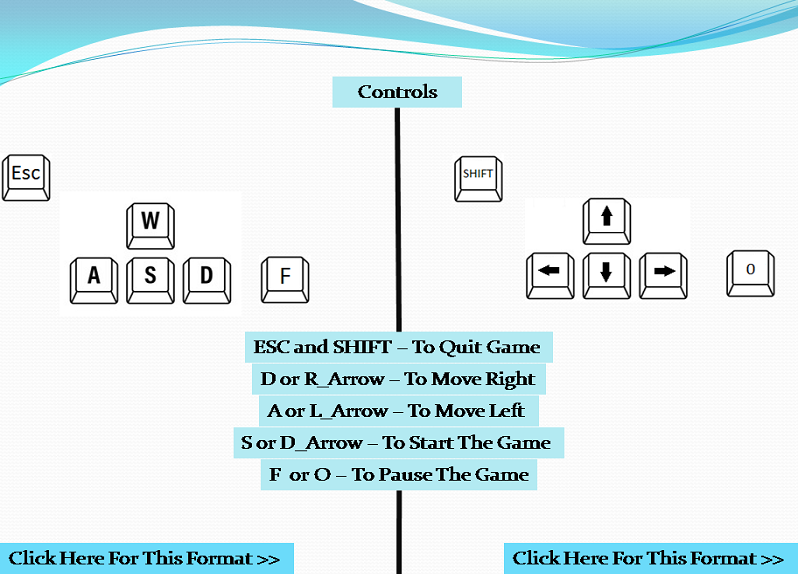 Controls
Esc
SHIFT
W
A S D
F
0
ESC and SHIFT – To Quit Game
D or R_Arrow – To Move Right
A or L_Arrow – To Move Left
S or D_Arrow – To Start The Game
F or O – To Pause The Game
Click Here For This Format >>
Click Here For This Format >>